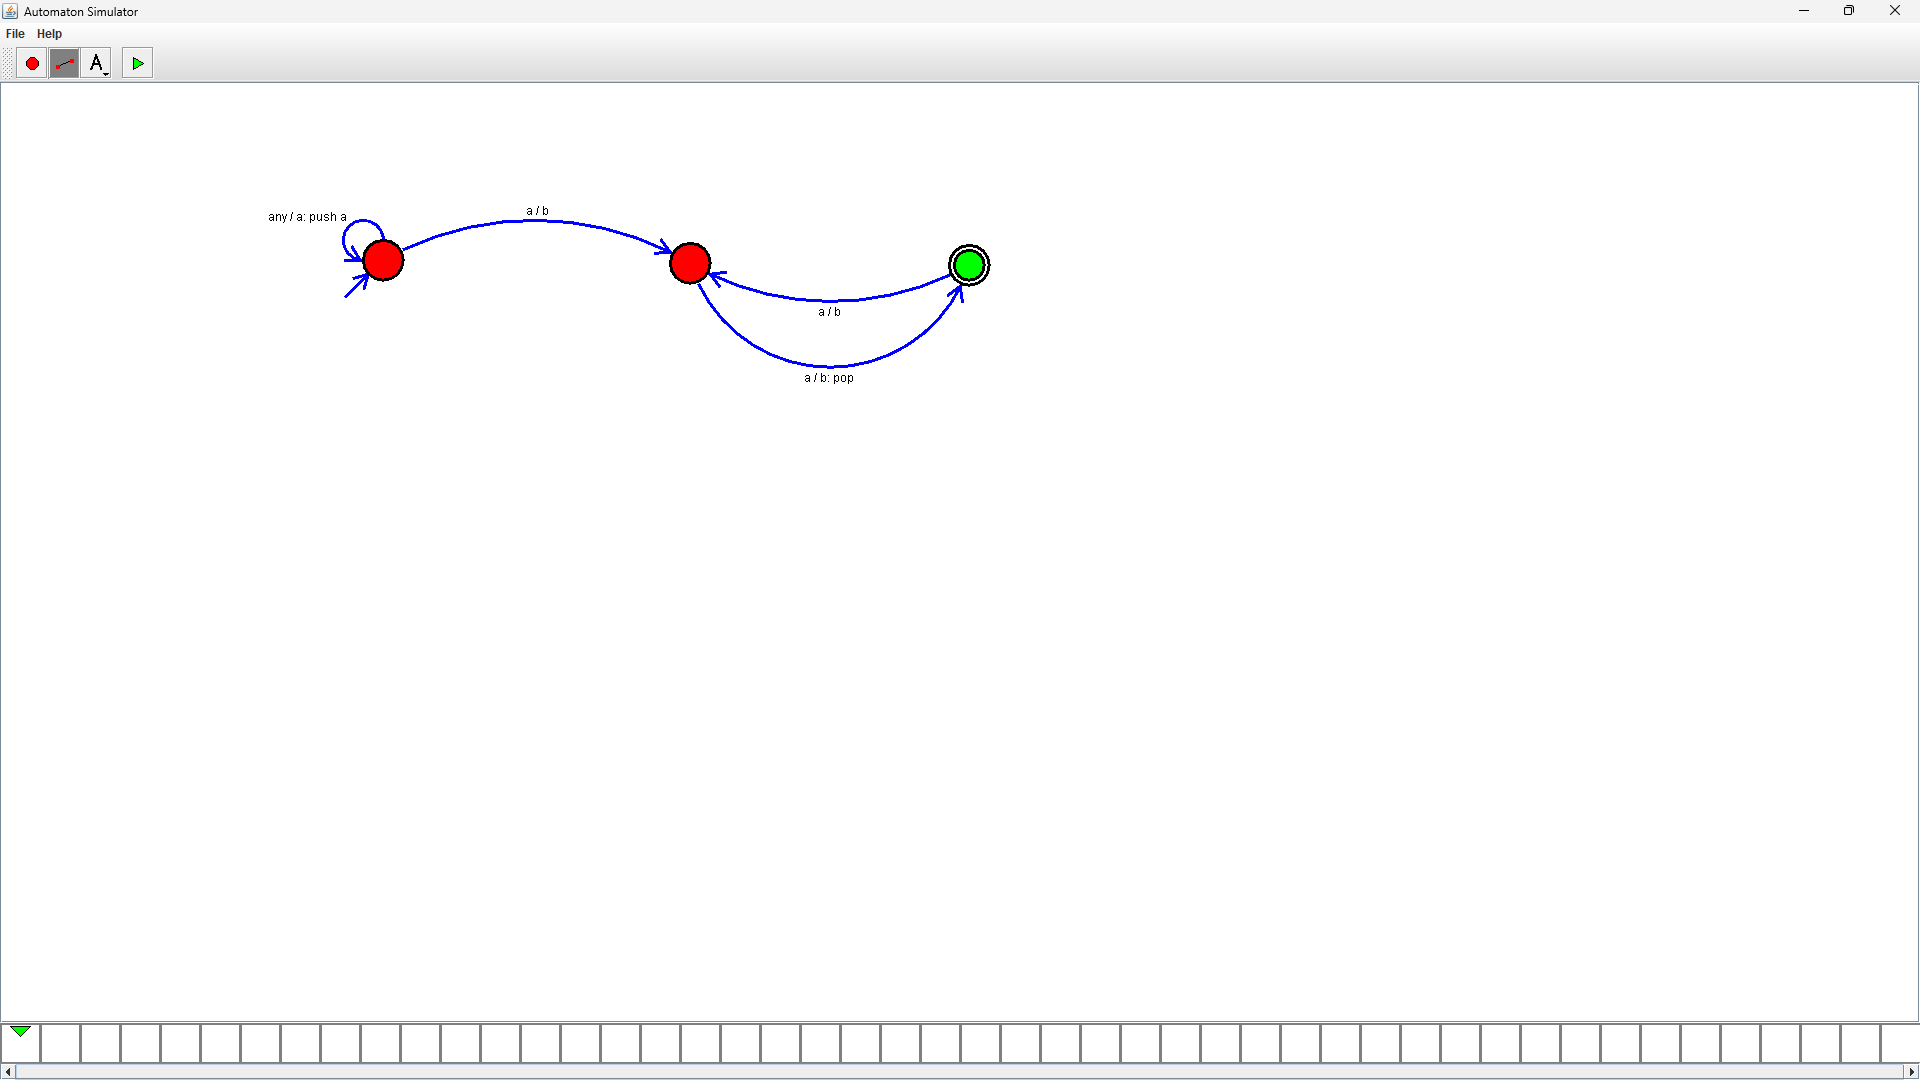 Automaton Simulator
File Help
A
any / a: push a
a / b
a / b
a / b: pop